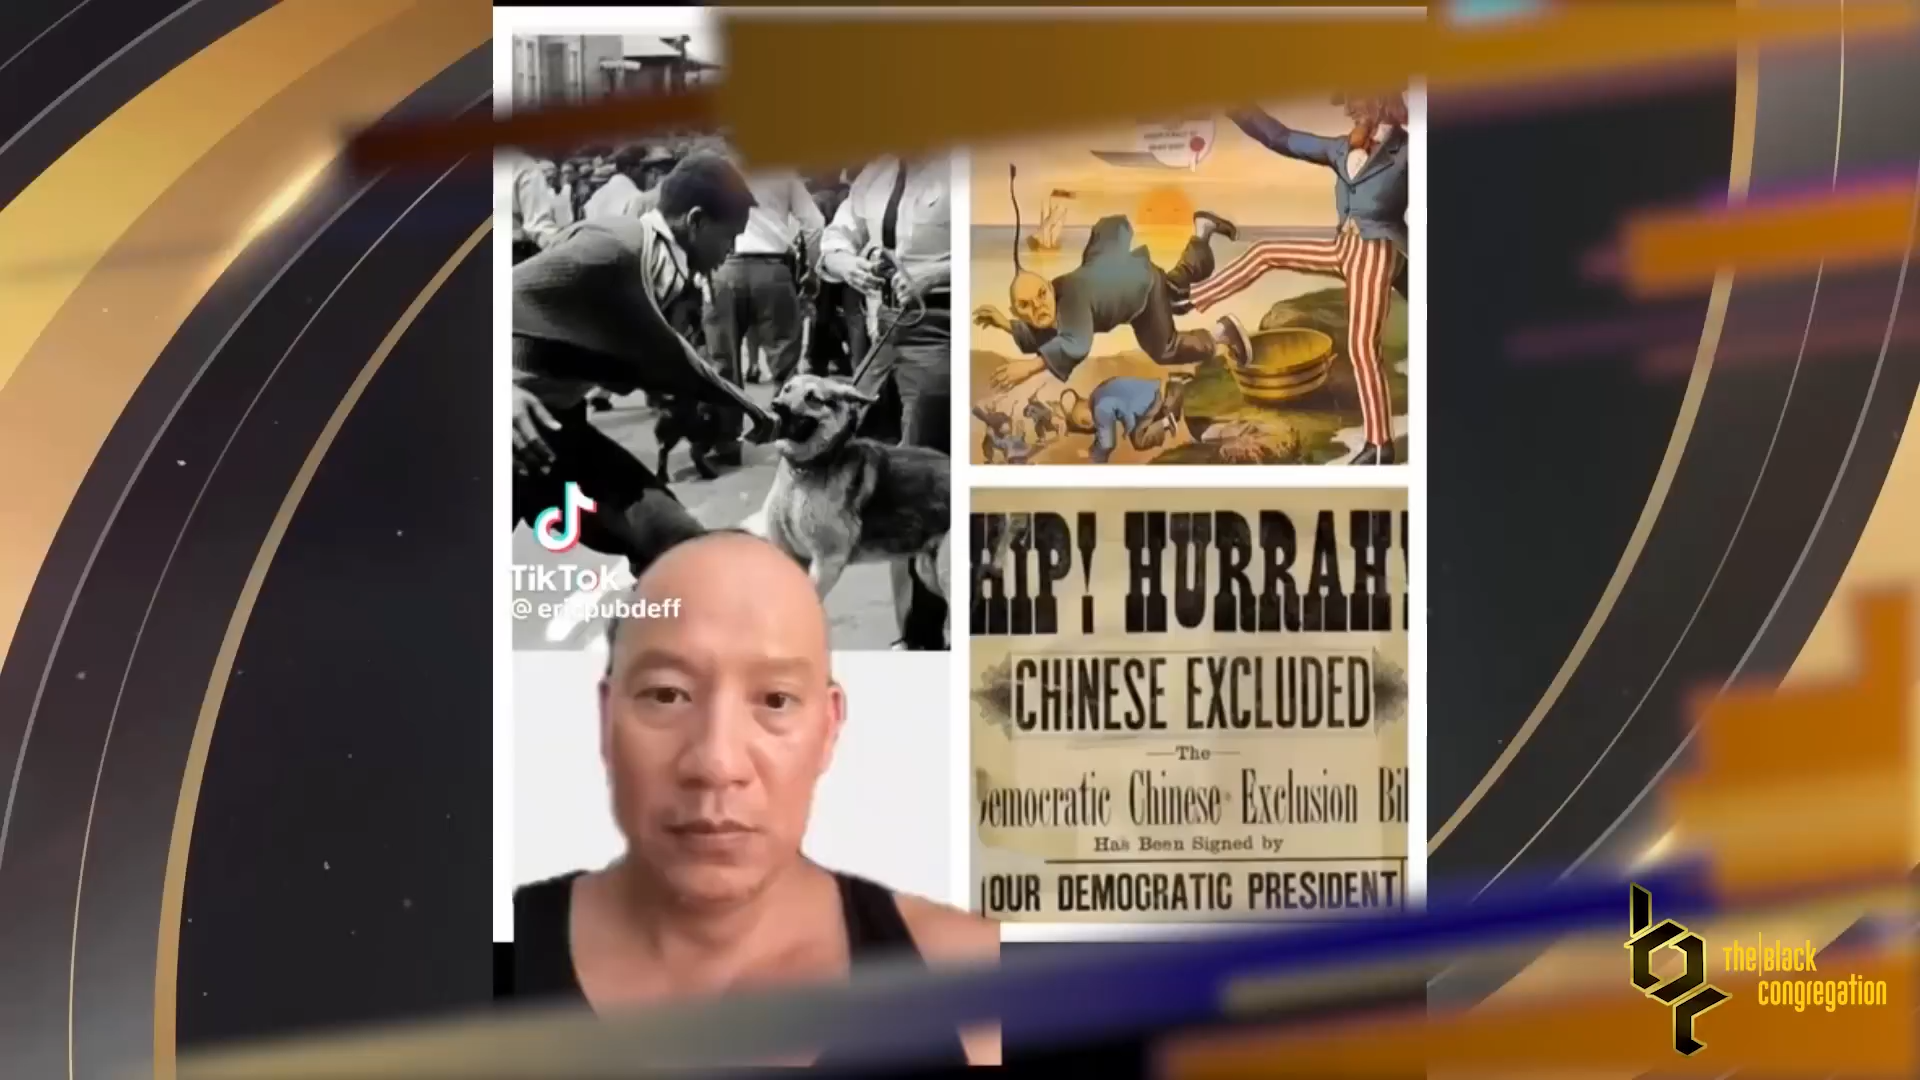 TikTok
@ ericpubdeff
HIP! HURRAH!
CHINESE EXCLUDED
The
Democratic Chinese Exclusion Bil
Has Been Signed by
OUR DEMOCRATIC PRESIDENT
The Black
congregation